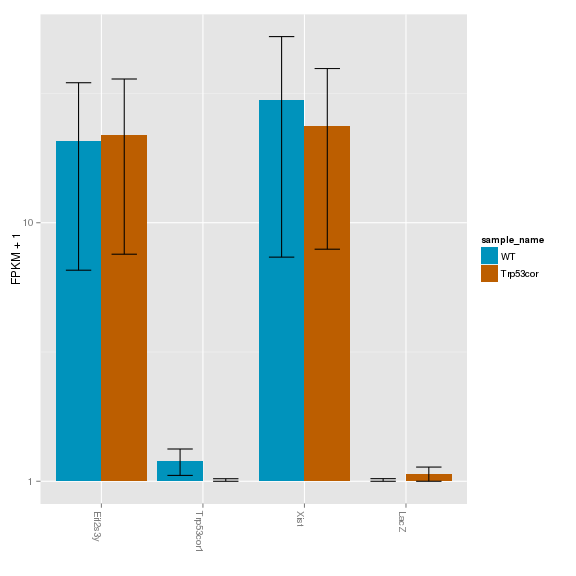 FPKM + 1
10
1
Eif2s3y
Trp53cor1
Xist
LacZ
sample_name
WT
Trp53cor